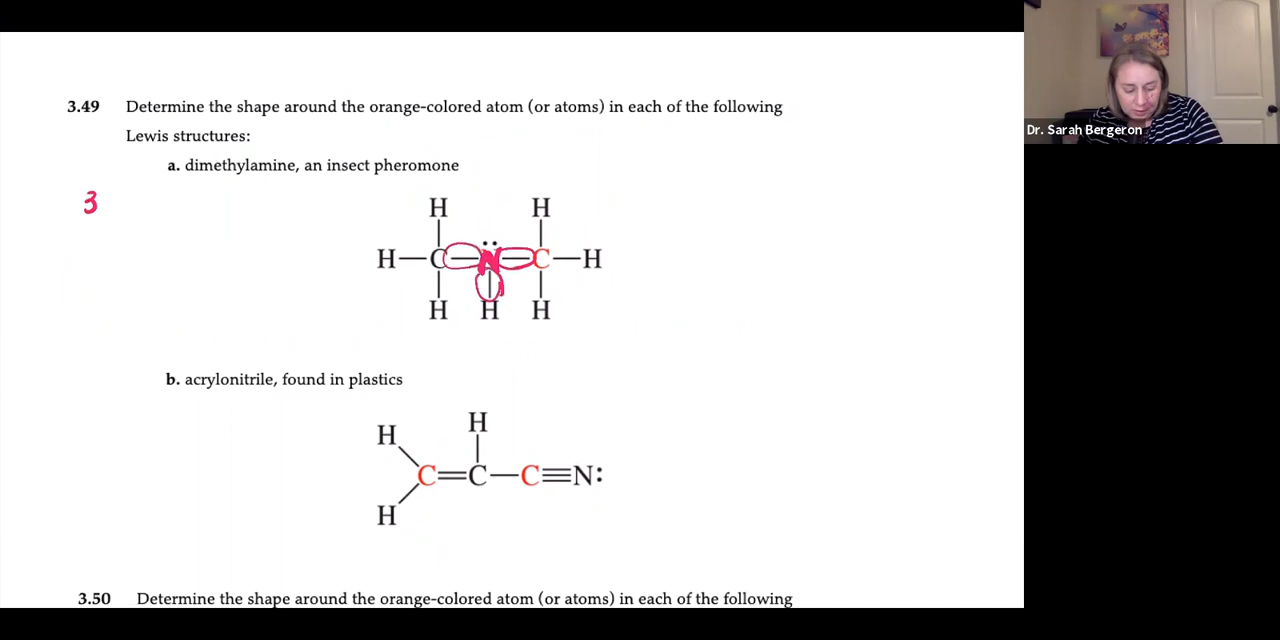 3.49 Determine the shape around the orange-colored atom (or atoms) in each of the following
Lewis structures:
a. dimethylamine, an insect pheromone
3
H H
H—C—N—C—H
H H H
b. acrylonitrile, found in plastics
H H
C=C—C≡N:
H
3.50 Determine the shape around the orange-colored atom (or atoms) in each of the following
Dr. Sarah Bergeron